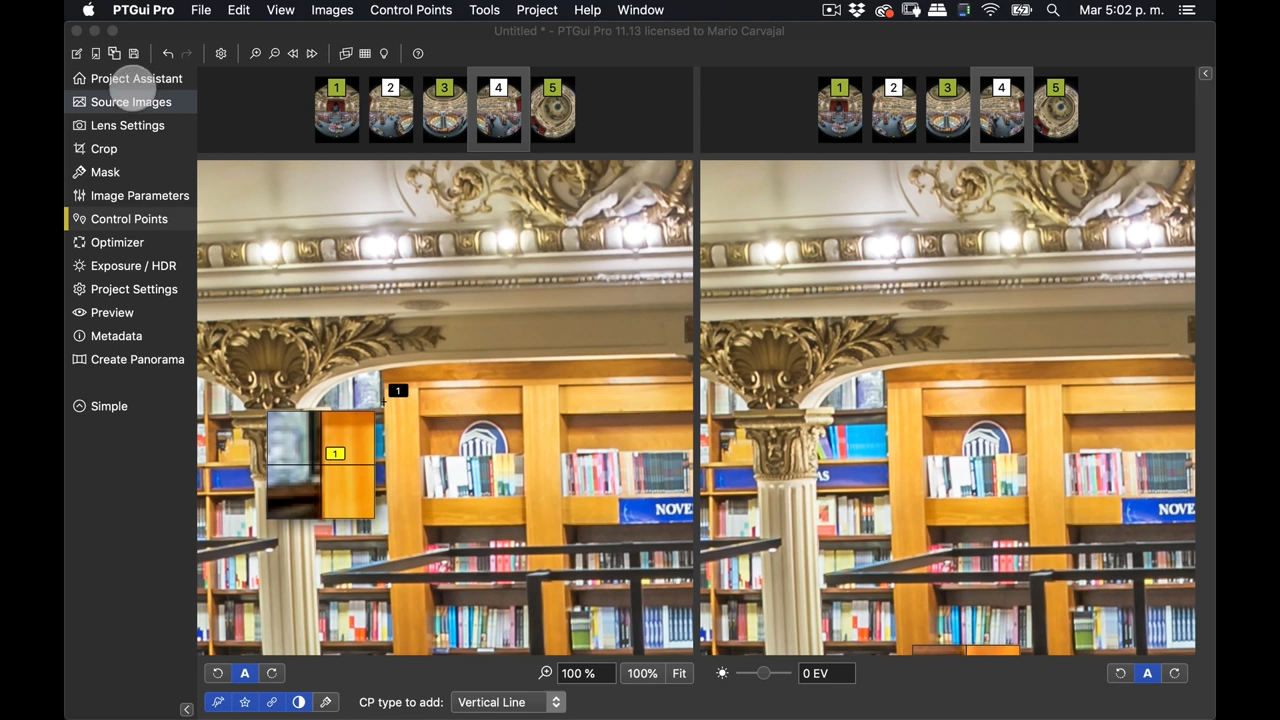 PTGui Pro File Edit View Images Control Points Tools Project Help Window Mar 5:02 p. m.
Untitled * - PTGui Pro 11.13 licensed to Mario Carvajal
Project Assistant
Source Images
Lens Settings
Crop
Mask
Image Parameters
Control Points
Optimizer
Exposure / HDR
Project Settings
Preview
Metadata
Create Panorama
Simple
1 2 3 4 5
1 2 3 4 5
1
1
NOVE
AS
NOVE
A
100 %
100%
Fit
0 EV
A
CP type to add:
Vertical Line